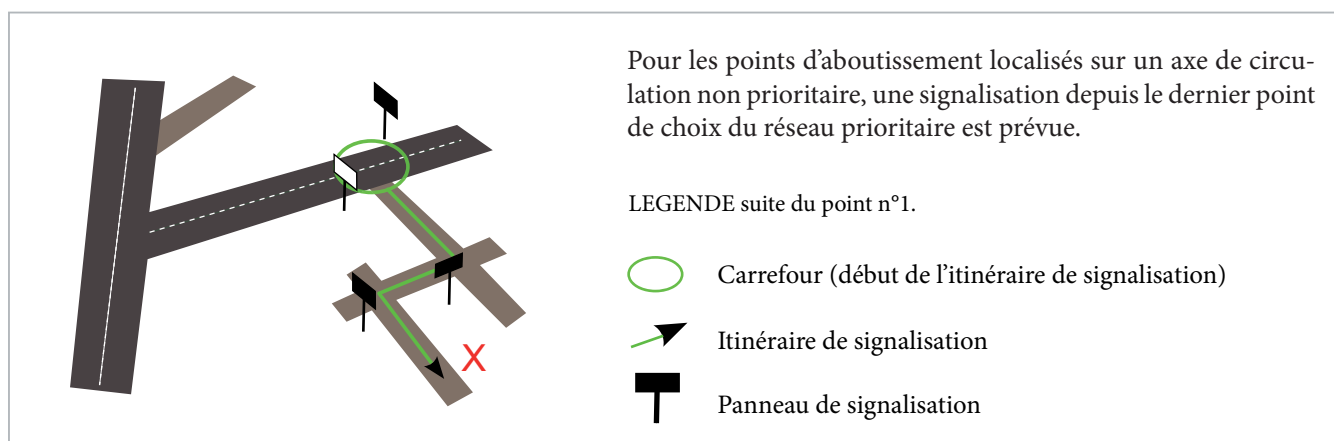 Pour les points d’aboutissement localisés sur un axe de circu-
lation non prioritaire, une signalisation depuis le dernier point
de choix du réseau prioritaire est prévue.
LEGENDE suite du point n°1.
Carrefour (début de l’itinéraire de signalisation)
Itinéraire de signalisation
X
Panneau de signalisation